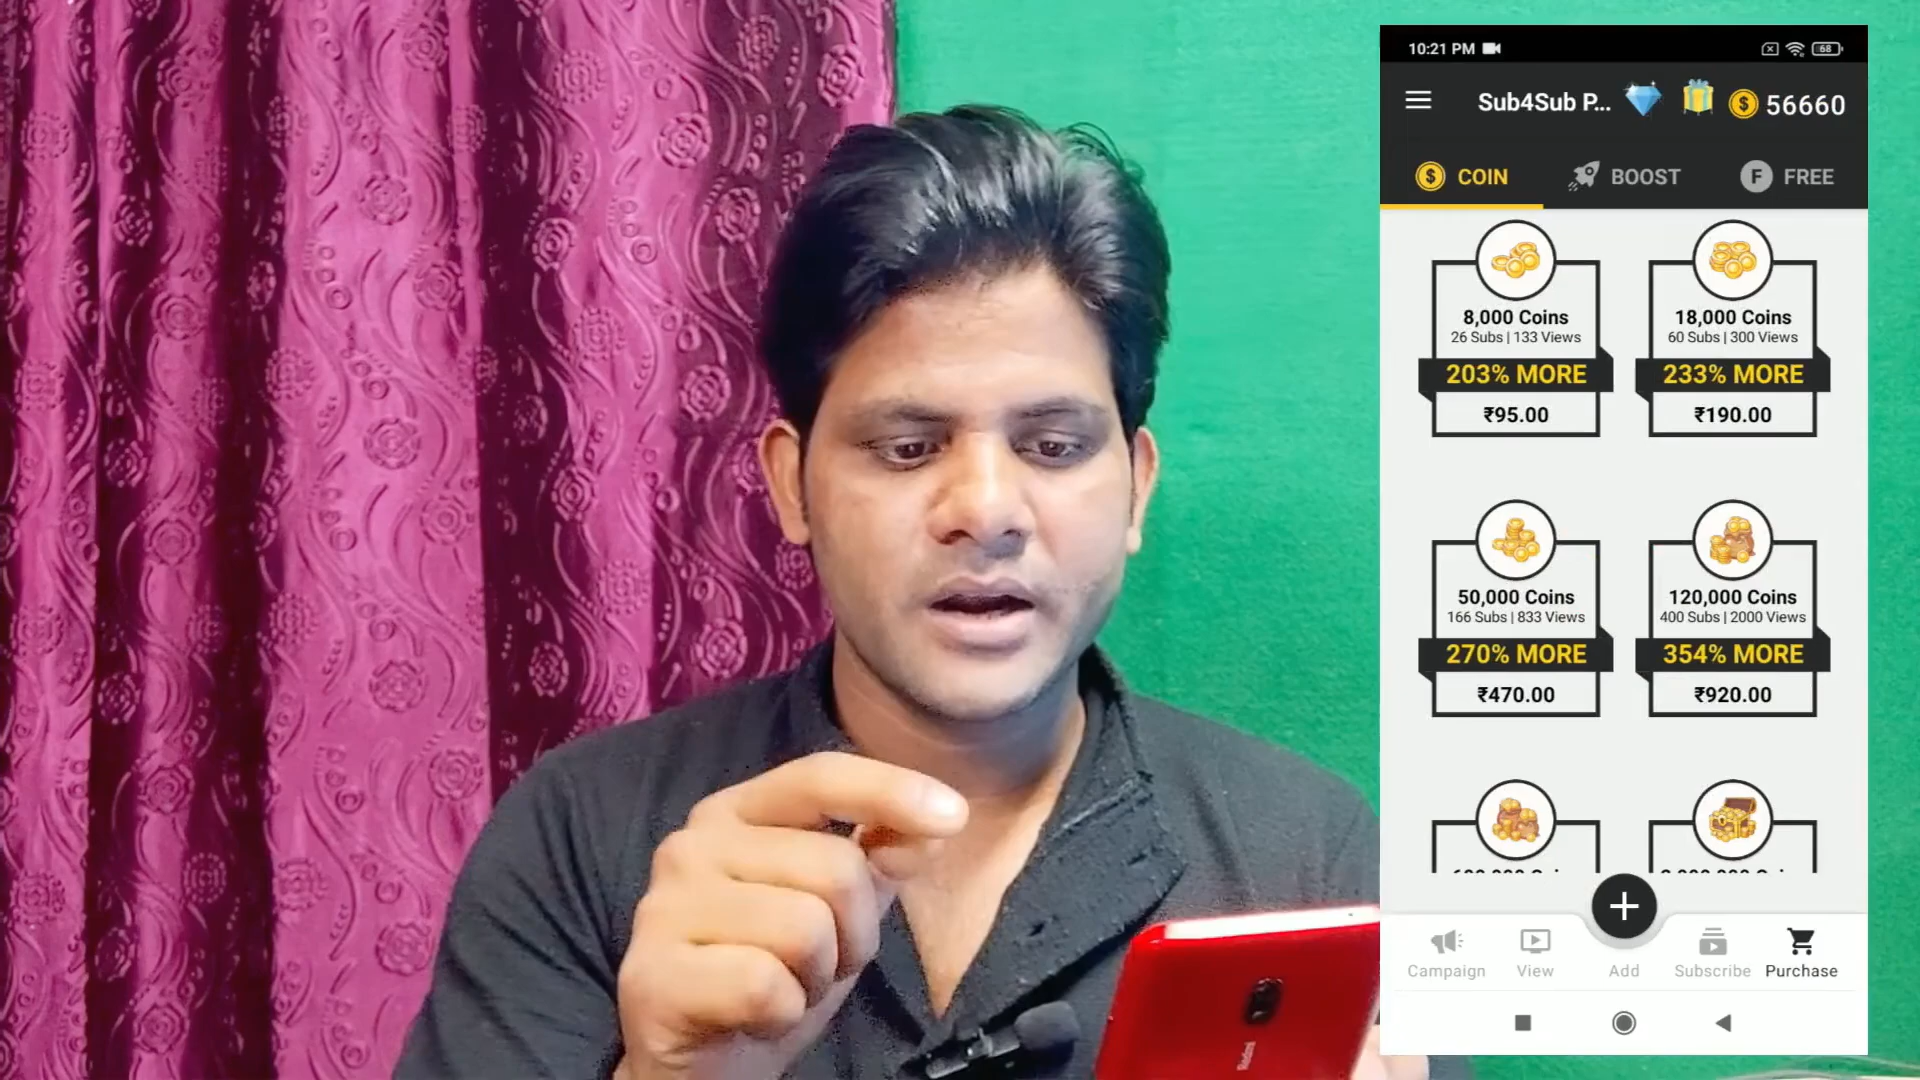 10:21 PM
68
Sub4Sub P...
56660
COIN
BOOST
F
FREE
8,000 Coins
26 Subs | 133 Views
203% MORE
₹95.00
18,000 Coins
60 Subs | 300 Views
233% MORE
₹190.00
50,000 Coins
166 Subs | 833 Views
270% MORE
₹470.00
120,000 Coins
400 Subs | 2000 Views
354% MORE
₹920.00
Campaign
View
Add
Subscribe
Purchase
Redmi